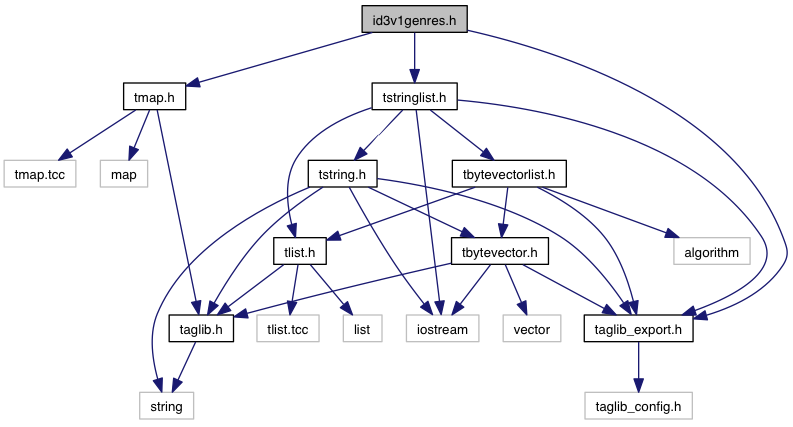 id3v1genres.h
tmap.h
tstringlist.h
tmap.tcc
map
tstring.h
tbytevectorlist.h
tlist.h
tbytevector.h
algorithm
taglib.h
tlist.tcc
list
iostream
vector
taglib_export.h
string
taglib_config.h